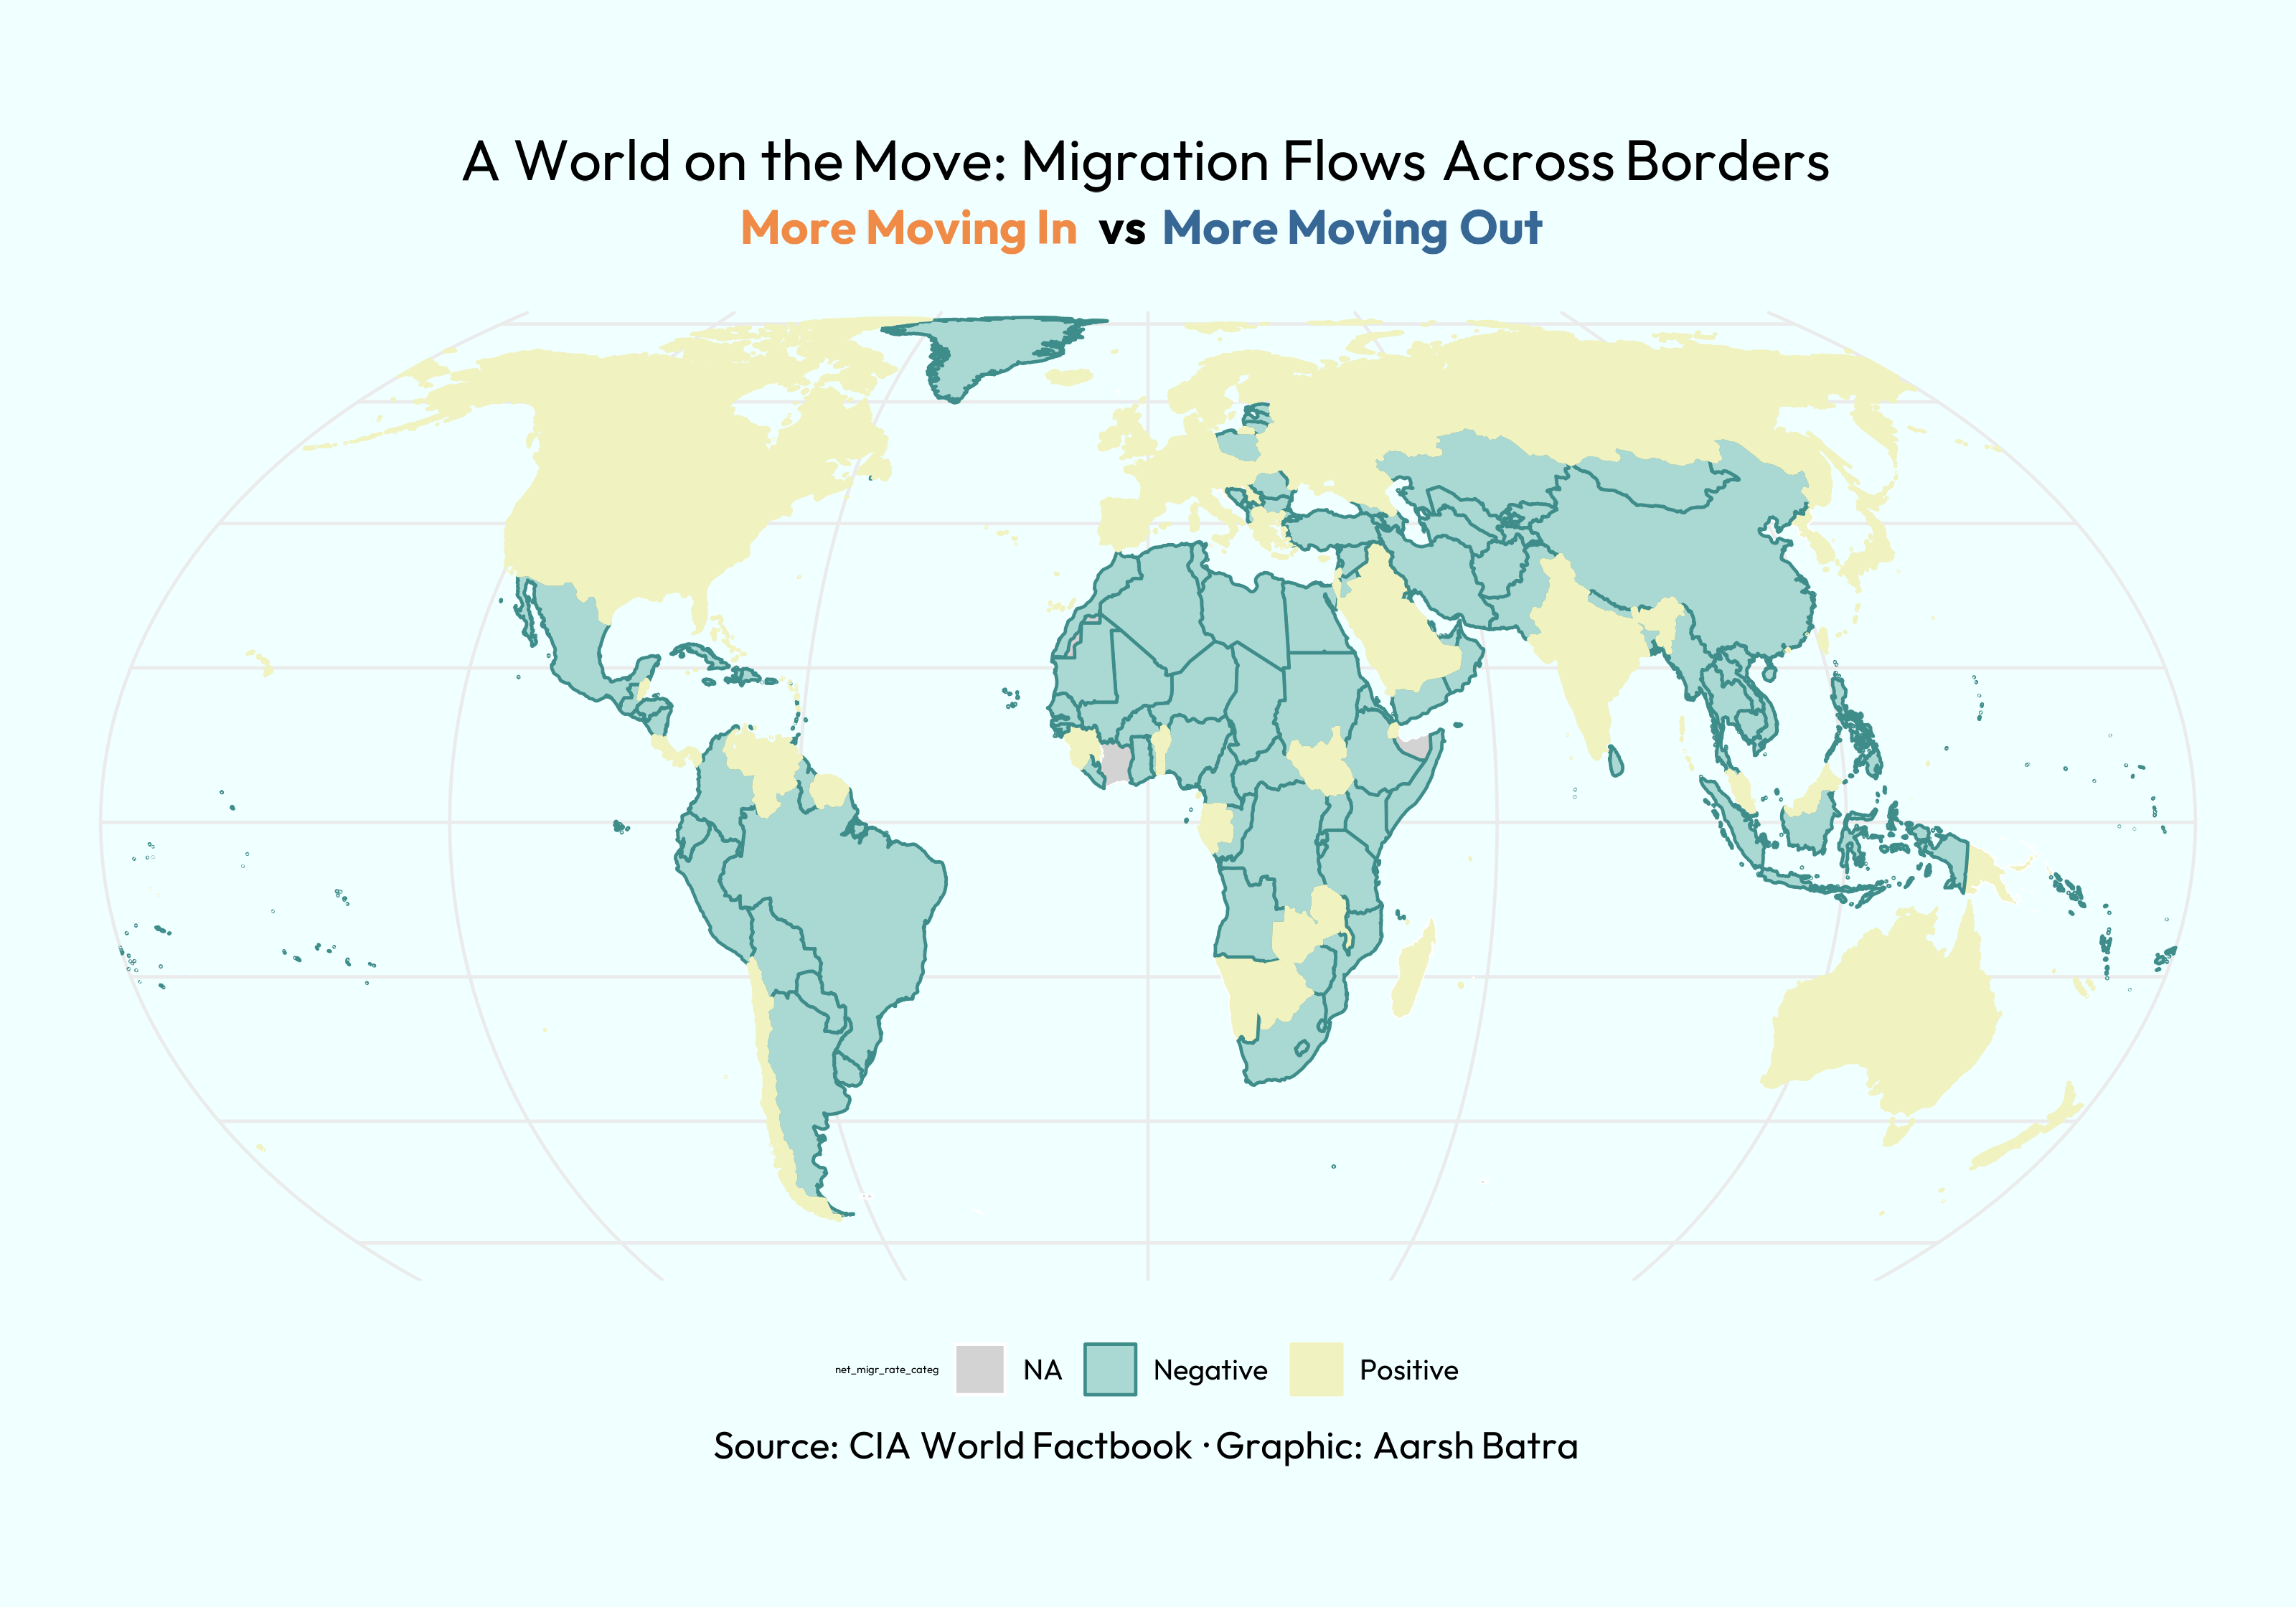 A World on the Move: Migration Flows Across Borders
More Moving In vs More Moving Out
net_migr_rate_categ NA Negative Positive
Source: CIA World Factbook · Graphic: Aarsh Batra